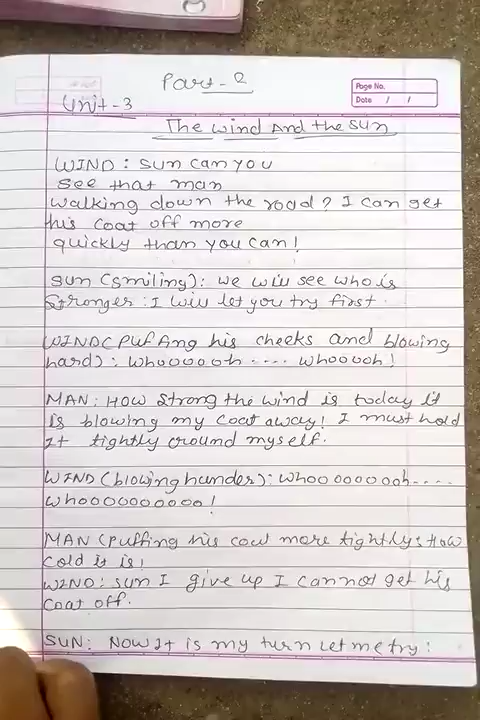 Part-2
Page No.
Date / /
Unit-3
The wind And the sun
WIND: sun can you
see that man
walking down the road? I can get
his coat off more
quickly than you can!
sun (smiling): we will see who is
stronger: I will let you try first.
WIND( Puffing his cheeks and blowing
hard): whooooooh .... whoooooh!
MAN: HOW strong the wind is today it
is blowing my coat away! I must hold
It tightly around myself.
WIND (blowing harder): whooooooooh....
whoooooooooo!
MAN (puffing his coat more tightly: How
cold it is!
WIND: sun I give up I cannot get his
coat off.
SUN: Now It is my turn let me try: